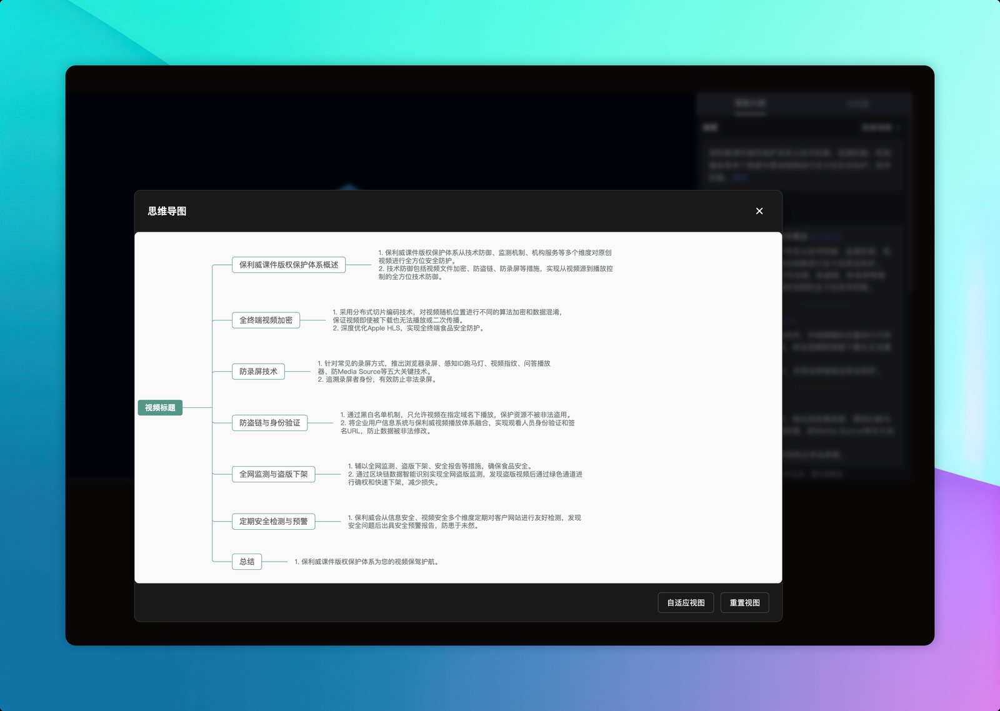 思维导图
保利威课件版权保护体系概述
1. 保利威课件版权保护体系从技术防御、监测机制、机构服务等多个维度对原创
视频进行全方位安全防护。
2. 技术防御包括视频文件加密、防盗链、防录屏等措施，实现从视频源到播放控
制的全方位技术防御。
全终端视频加密
1. 采用分布式切片编码技术，对视频随机位置进行不同的算法加密和数据混淆，
保证视频即使被下载也无法播放或二次传播。
2. 深度优化Apple HLS，实现全终端食品安全防护。
防录屏技术
1. 针对常见的录屏方式，推出浏览器录屏、感知ID跑马灯、视频指纹、问答播放
器、防Media Source等五大关键技术。
2. 追溯录屏者身份，有效防止非法录屏。
视频标题
防盗链与身份验证
1. 通过黑白名单机制，只允许视频在指定域名下播放，保护资源不被非法盗用。
2. 将企业用户信息系统与保利威视频播放体系融合，实现观看人员身份验证和签
名URL，防止数据被非法修改。
全网监测与盗版下架
1. 辅以全网监测、盗版下架、安全报告等措施，确保食品安全。
2. 通过区块链数据智能识别实现全网盗版监测，发现盗版视频后通过绿色通道进
行确权和快速下架，减少损失。
定期安全检测与预警
1. 保利威会从信息安全、视频安全多个维度定期对客户网站进行友好检测，发现
安全问题后出具安全预警报告，防患于未然。
总结
1. 保利威课件版权保护体系为您的视频保驾护航。
自适应视图
重置视图